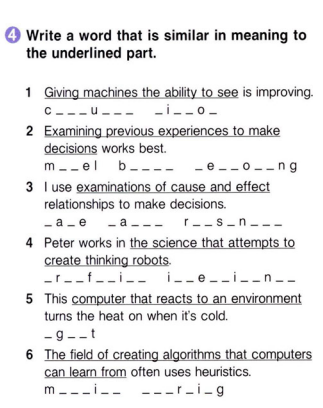 4 Write a word that is similar in meaning to
the underlined part.
1 Giving machines the ability to see is improving.
c _ _ _ u _ _ _ _ i _ _ o _
2 Examining previous experiences to make
decisions works best.
m _ _ e l b _ _ _ _ _ e _ _ o _ _ n g
3 I use examinations of cause and effect
relationships to make decisions.
_ a _ e _ a _ _ _ r _ _ s _ n _ _ _
4 Peter works in the science that attempts to
create thinking robots.
_ r _ _ f _ _ i _ _ i _ _ e _ _ i _ _ n _ _
5 This computer that reacts to an environment
turns the heat on when it's cold.
_ g _ _ t
6 The field of creating algorithms that computers
can learn from often uses heuristics.
m _ _ _ i _ _ _ _ _ r _ i _ g